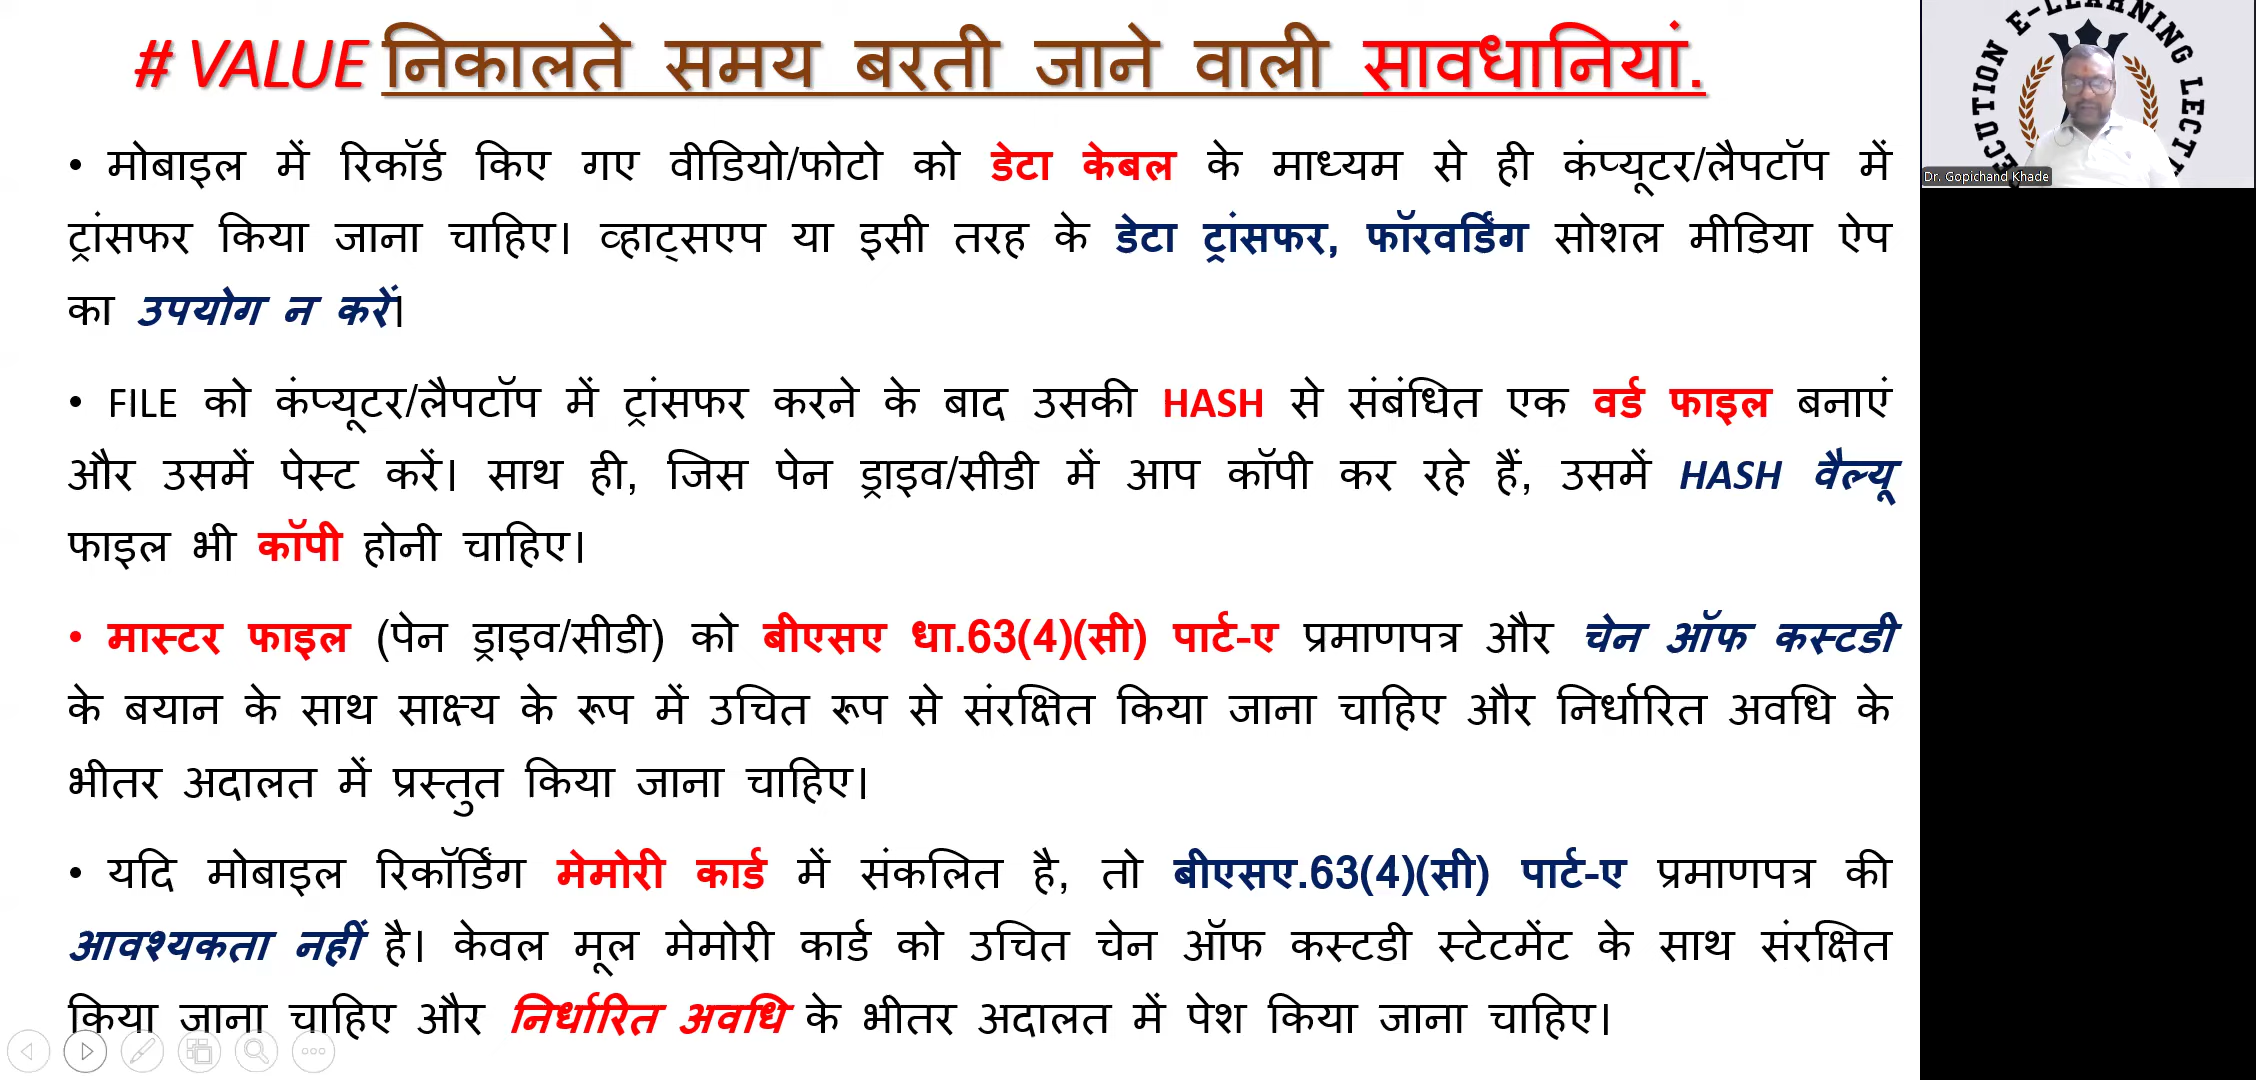 # VALUE निकालते समय बरती जाने वाली सावधानियां.
• मोबाइल में रिकॉर्ड किए गए वीडियो/फोटो को डेटा केबल के माध्यम से ही कंप्यूटर/लैपटॉप में
ट्रांसफर किया जाना चाहिए। व्हाट्सएप या इसी तरह के डेटा ट्रांसफर, फॉरवर्डिंग सोशल मीडिया ऐप
का उपयोग न करें।
• FILE को कंप्यूटर/लैपटॉप में ट्रांसफर करने के बाद उसकी HASH से संबंधित एक वर्ड फाइल बनाएं
और उसमें पेस्ट करें। साथ ही, जिस पेन ड्राइव/सीडी में आप कॉपी कर रहे हैं, उसमें HASH वैल्यू
फाइल भी कॉपी होनी चाहिए।
• मास्टर फाइल (पेन ड्राइव/सीडी) को बीएसए धा.63(4)(सी) पार्ट-ए प्रमाणपत्र और चेन ऑफ कस्टडी
के बयान के साथ साक्ष्य के रूप में उचित रूप से संरक्षित किया जाना चाहिए और निर्धारित अवधि के
भीतर अदालत में प्रस्तुत किया जाना चाहिए।
• यदि मोबाइल रिकॉर्डिंग मेमोरी कार्ड में संकलित है, तो बीएसए.63(4)(सी) पार्ट-ए प्रमाणपत्र की
आवश्यकता नहीं है। केवल मूल मेमोरी कार्ड को उचित चेन ऑफ कस्टडी स्टेटमेंट के साथ संरक्षित
किया जाना चाहिए और निर्धारित अवधि के भीतर अदालत में पेश किया जाना चाहिए।
E-LEARNING
Dr. Gopichand Khade